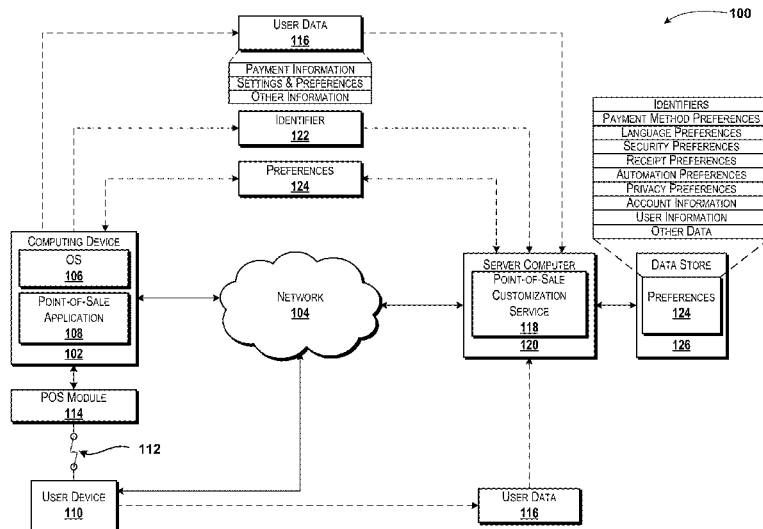 100
USER DATA
116
PAYMENT INFORMATION
SETTINGS & PREFERENCES
OTHER INFORMATION
IDENTIFIER
122
PREFERENCES
124
IDENTIFIERS
PAYMENT METHOD PREFERENCES
LANGUAGE PREFERENCES
SECURITY PREFERENCES
RECEIPT PREFERENCES
AUTOMATION PREFERENCES
PRIVACY PREFERENCES
ACCOUNT INFORMATION
USER INFORMATION
OTHER DATA
COMPUTING DEVICE
OS
106
POINT-OF-SALE
APPLICATION
108
102
NETWORK
104
SERVER COMPUTER
POINT-OF-SALE
CUSTOMIZATION
SERVICE
118
120
DATA STORE
PREFERENCES
124
126
POS MODULE
114
112
USER DEVICE
110
USER DATA
116